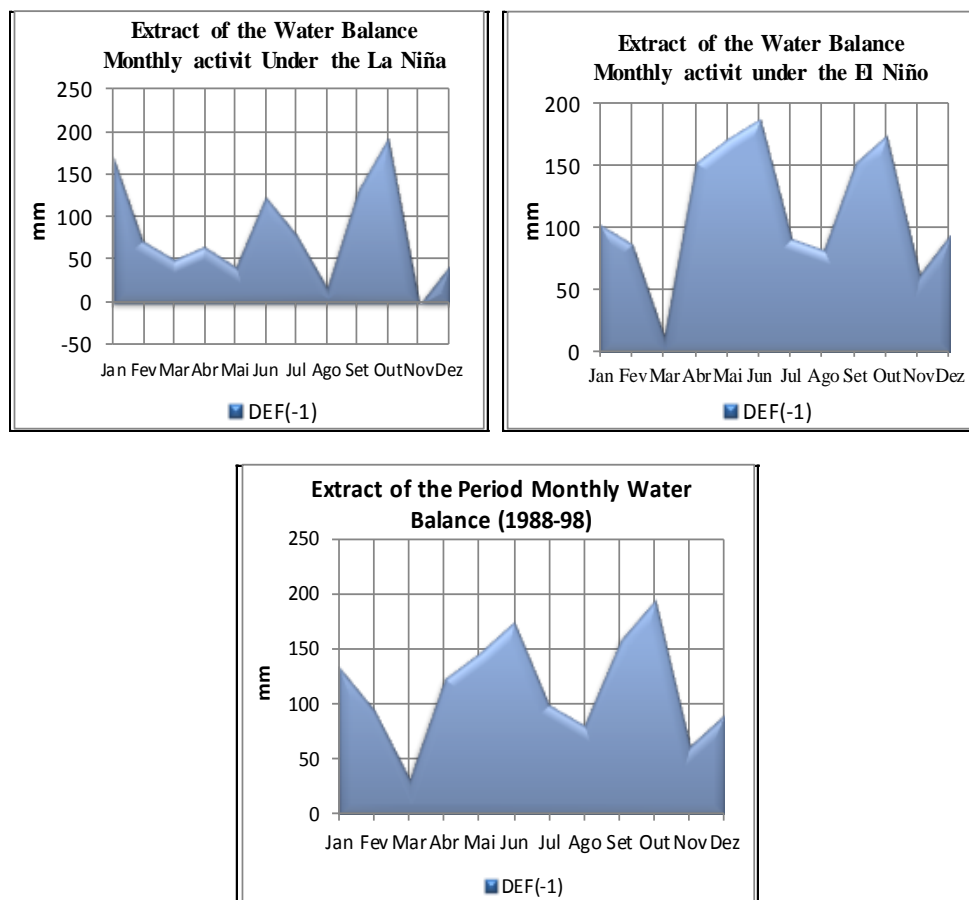 Extract of the Water Balance
Monthly activit Under the La Niña
250
200
150
100
50
0
-50
mm
Jan Fev Mar Abr Mai Jun Jul Ago Set Out Nov Dez
DEF(-1)
Extract of the Water Balance
Monthly activit under the El Niño
200
150
100
50
0
mm
Jan Fev Mar Abr Mai Jun Jul Ago Set Out Nov Dez
DEF(-1)
Extract of the Period Monthly Water
Balance (1988-98)
250
200
150
100
50
0
mm
Jan Fev Mar Abr Mai Jun Jul Ago Set Out Nov Dez
DEF(-1)